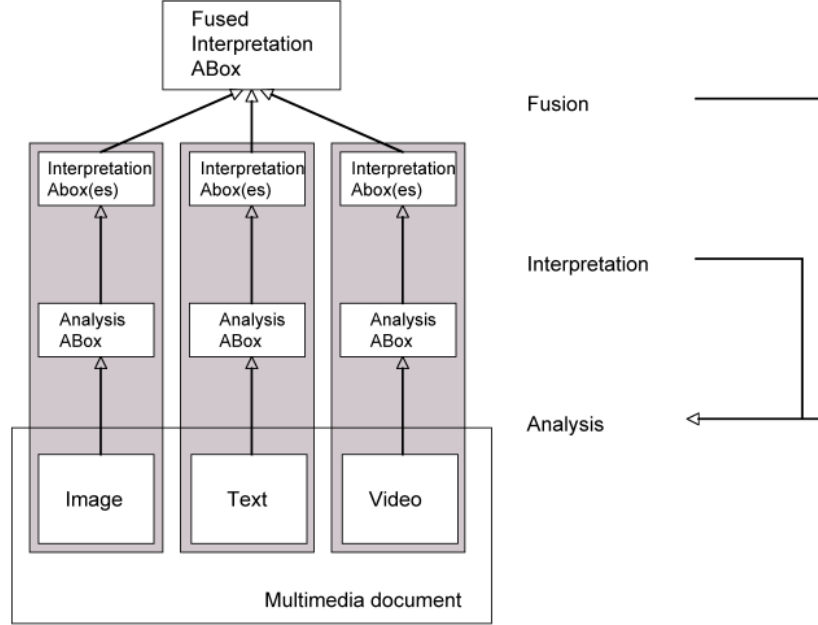 Fused
Interpretation
ABox
Fusion
Interpretation
Abox(es)
Interpretation
Abox(es)
Interpretation
Abox(es)
Interpretation
Analysis
ABox
Analysis
ABox
Analysis
ABox
Analysis
Image
Text
Video
Multimedia document